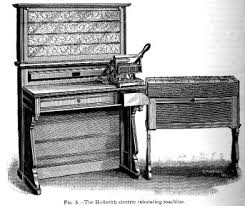 Fig. 5.—The Hollerith electric tabulating machine.